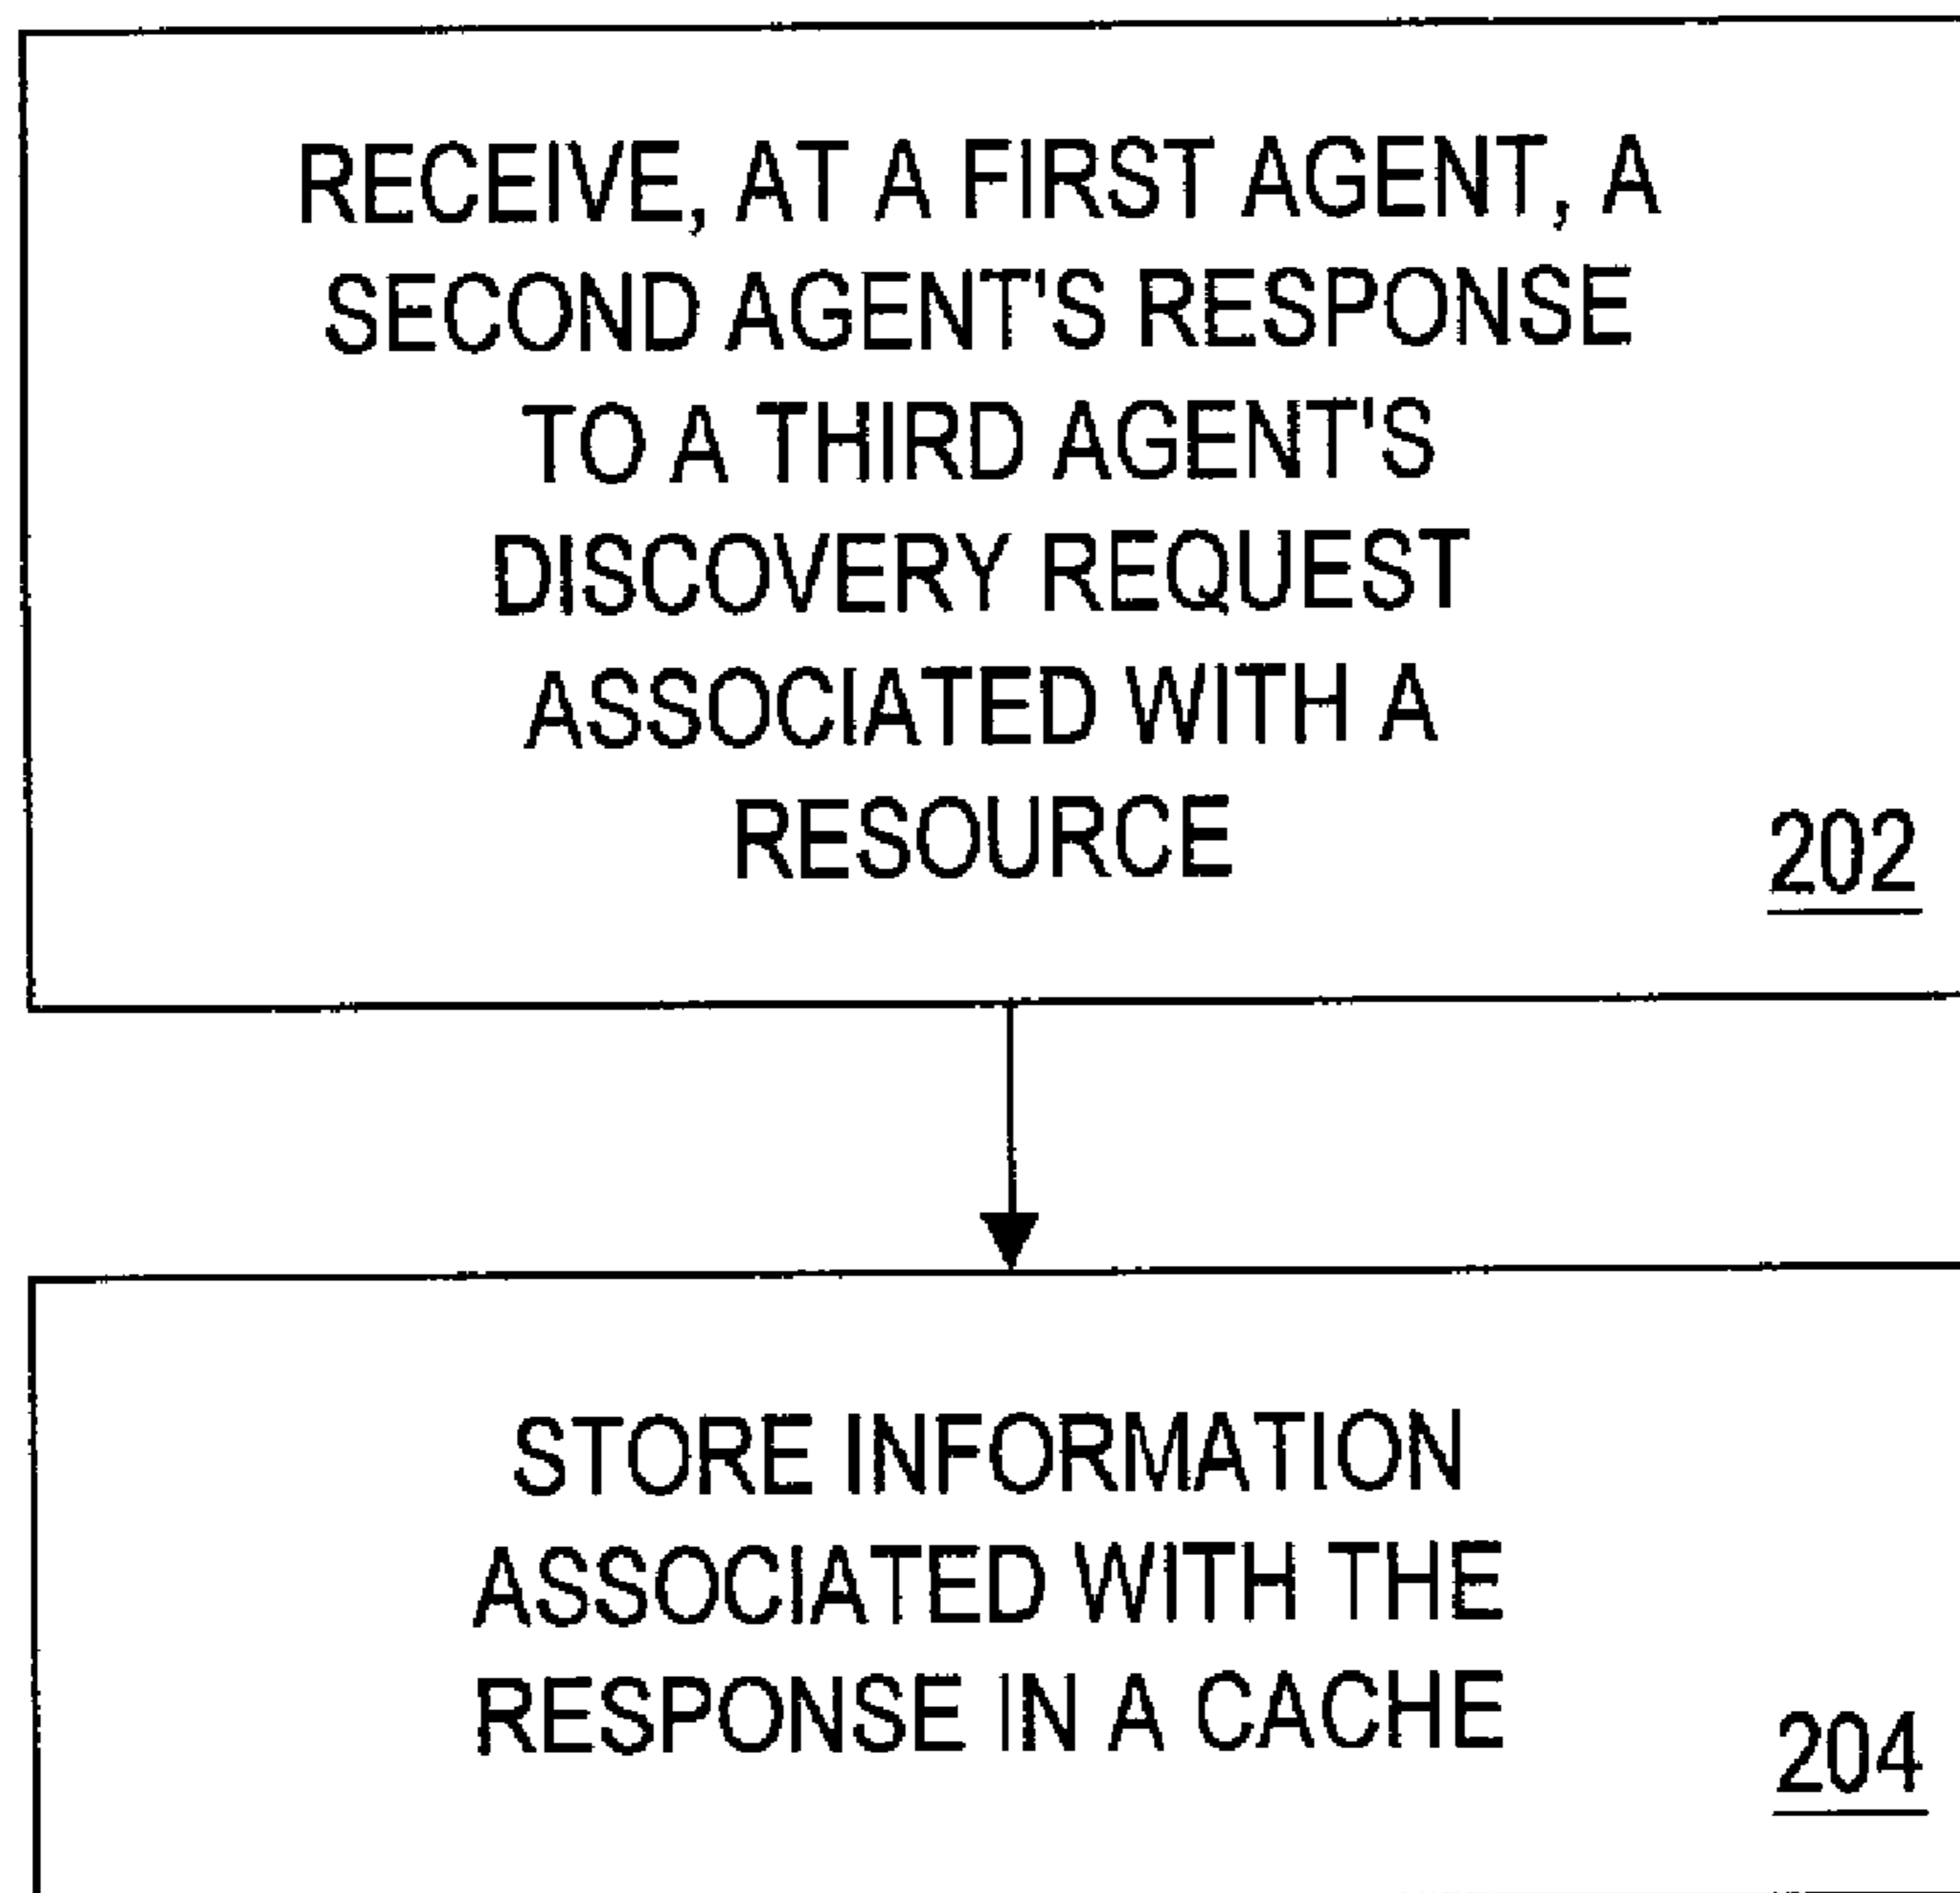 RECEIVE, AT A FIRST AGENT, A
SECOND AGENT'S RESPONSE
TO A THIRD AGENT'S
DISCOVERY REQUEST
ASSOCIATED WITH A
RESOURCE
202
STORE INFORMATION
ASSOCIATED WITH THE
RESPONSE IN A CACHE
204